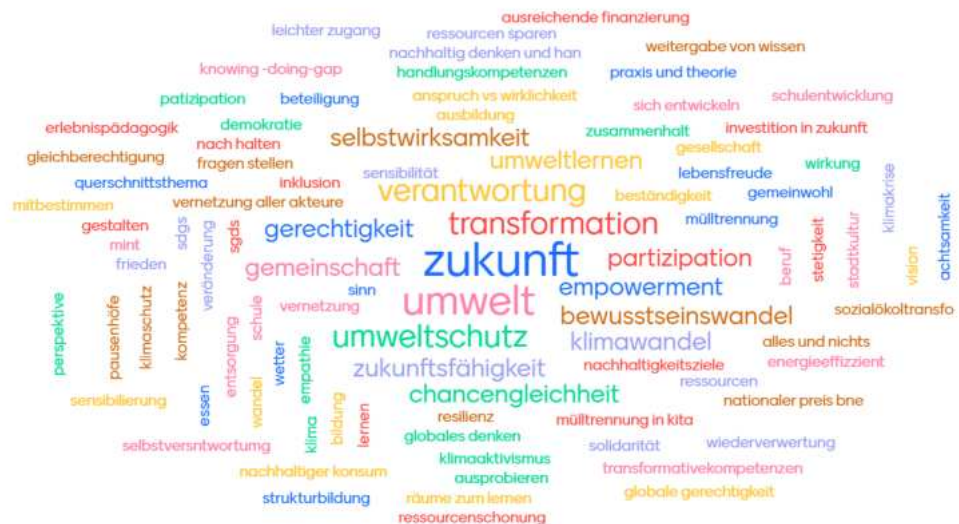 ausreichende finanzierung
leichter zugang
ressourcen sparen
weitergabe von wissen
nachhaltig denken und han
knowing -doing-gap
handlungskompetenzen
praxis und theorie
patizipation
beteiligung
anspruch vs wirklichkeit
sich entwickeln
schulentwicklung
ausbildung
erlebnispädagogik
demokratie
selbstwirksamkeit
zusammenhalt
investition in zukunft
nach halten
gesellschaft
gleichberechtigung
fragen stellen
umweltlernen
wirkung
sensibilität
lebensfreude
querschnittsthema
inklusion
verantwortung
beständigkeit
gemeinwohl
mitbestimmen
vernetzung aller akteure
klimakrise
gestalten
sdgs
sgds
gerechtigkeit
transformation
mülltrennung
mint
veränderung
frieden
gemeinschaft
zukunft
partizipation
beruf
stetigkeit
stadtkultur
vision
achtsamkeit
sinn
empowerment
perspektive
pausenhöfe
klimaschutz
kompetenz
entsorgung
schule
vernetzung
umwelt
bewusstseinswandel
sozialökoltransfo
wetter
empathie
umweltschutz
klimawandel
alles und nichts
zukunftsfähigkeit
nachhaltigkeitsziele
energieeffizzient
ressourcen
sensibilierung
essen
wandel
klima
bildung
lernen
chancengleichheit
nationaler preis bne
resilienz
mülltrennung in kita
selbstversntwortumg
globales denken
solidarität
wiederverwertung
klimaaktivismus
nachhaltiger konsum
transformativekompetenzen
ausprobieren
strukturbildung
räume zum lernen
globale gerechtigkeit
ressourcenschonung